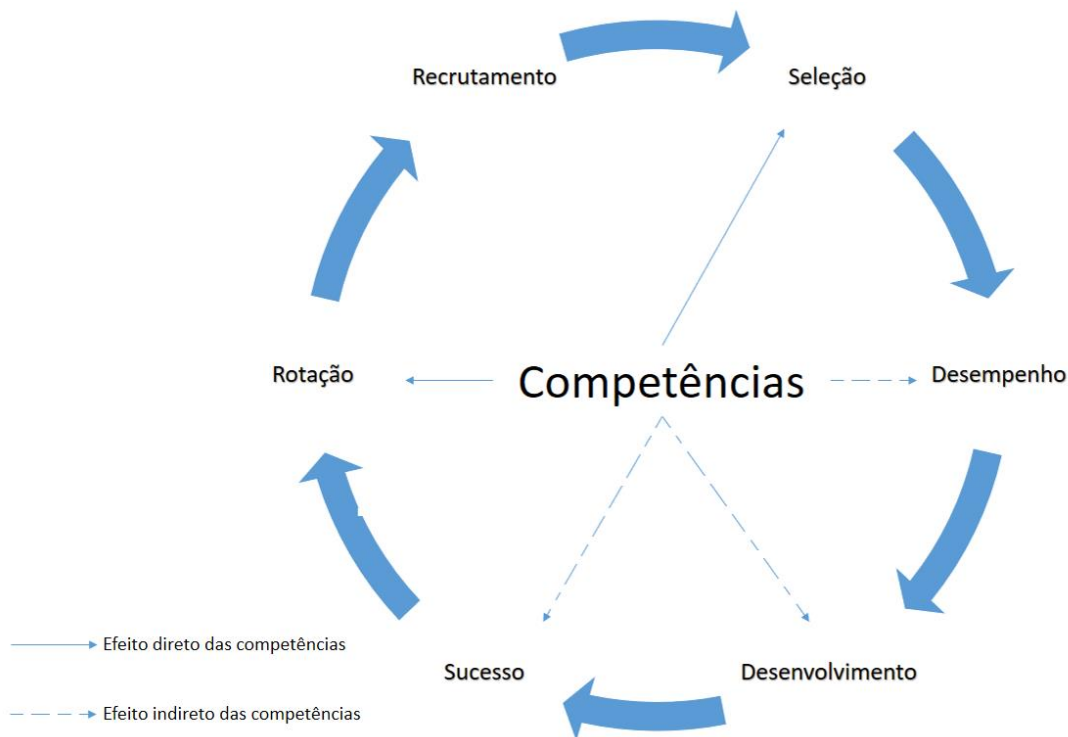 Recrutamento
Seleção
Rotação
Competências
Desempenho
Efeito direto das competências
Sucesso
Desenvolvimento
Efeito indireto das competências